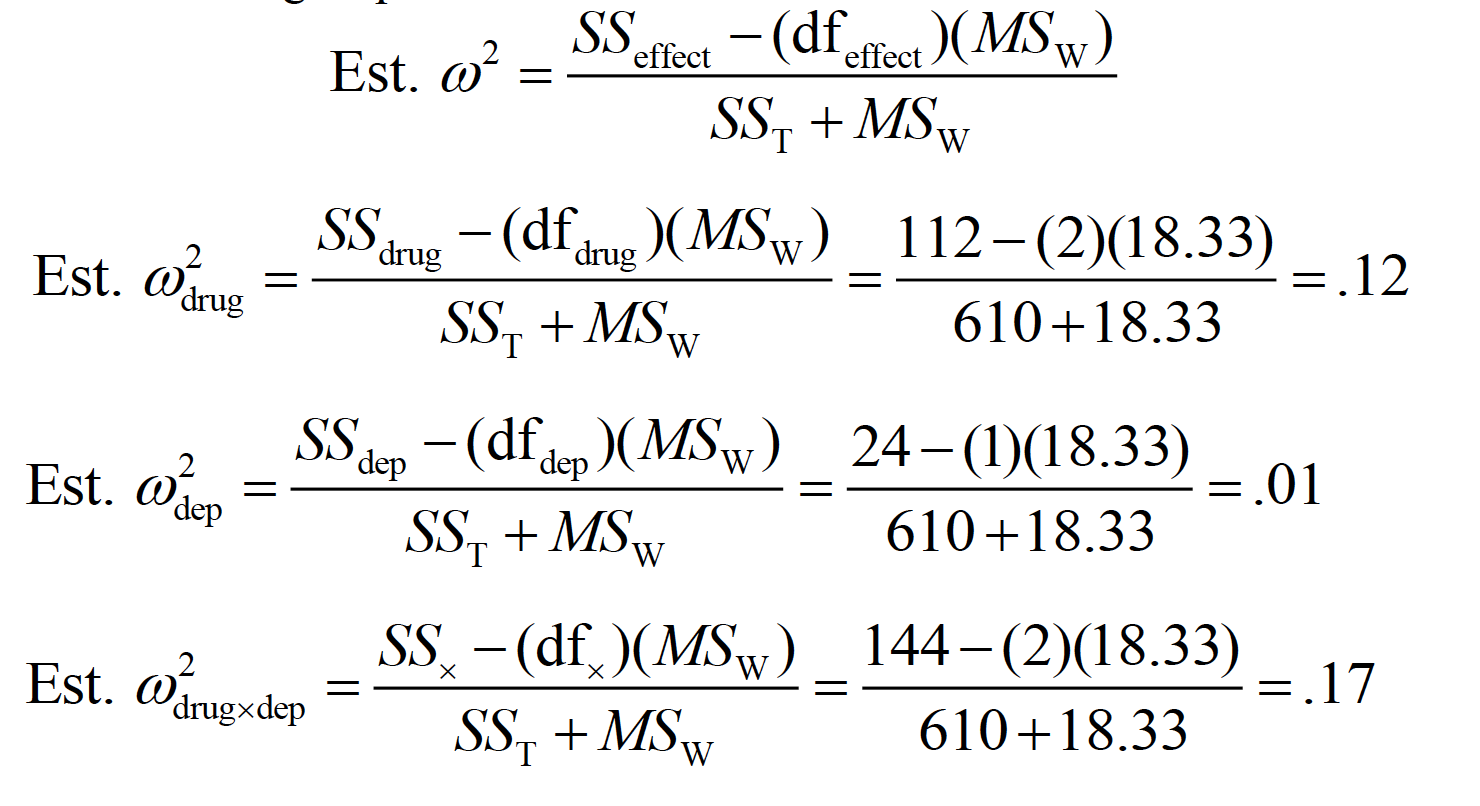 Est. ω² = (SS_effect − (df_effect)(MS_W)) / (SS_T + MS_W)
Est. ω²_drug = (SS_drug − (df_drug)(MS_W)) / (SS_T + MS_W) = (112 − (2)(18.33)) / (610 + 18.33) = .12
Est. ω²_dep = (SS_dep − (df_dep)(MS_W)) / (SS_T + MS_W) = (24 − (1)(18.33)) / (610 + 18.33) = .01
Est. ω²_drug×dep = (SS_× − (df_×)(MS_W)) / (SS_T + MS_W) = (144 − (2)(18.33)) / (610 + 18.33) = .17